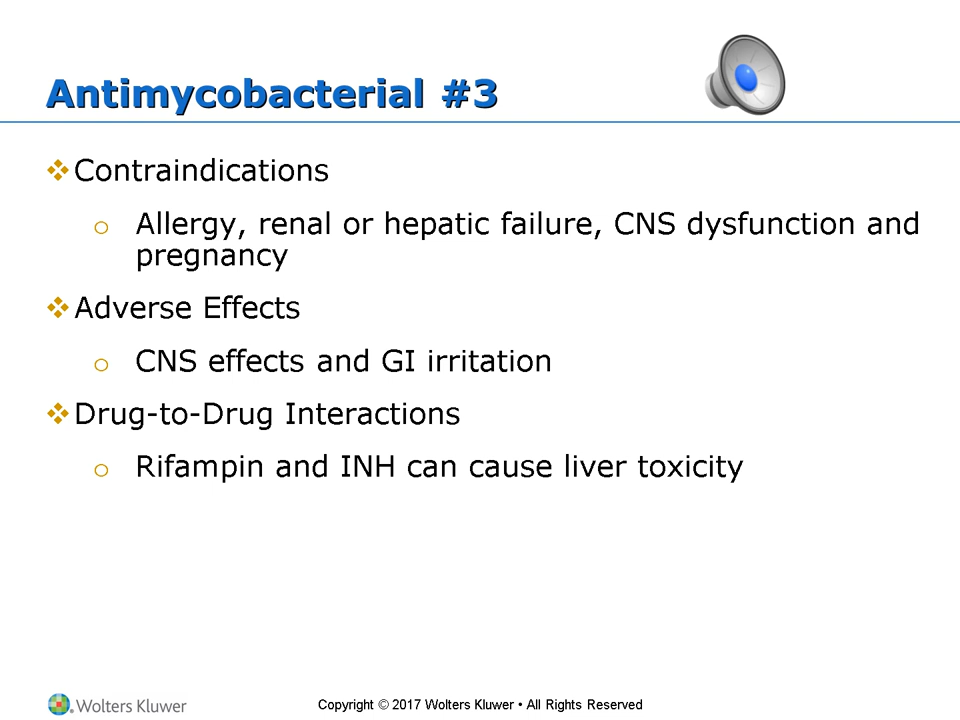 Antimycobacterial #3
❖Contraindications
o Allergy, renal or hepatic failure, CNS dysfunction and
pregnancy
❖Adverse Effects
o CNS effects and GI irritation
❖Drug-to-Drug Interactions
o Rifampin and INH can cause liver toxicity
Wolters Kluwer
Copyright © 2017 Wolters Kluwer • All Rights Reserved